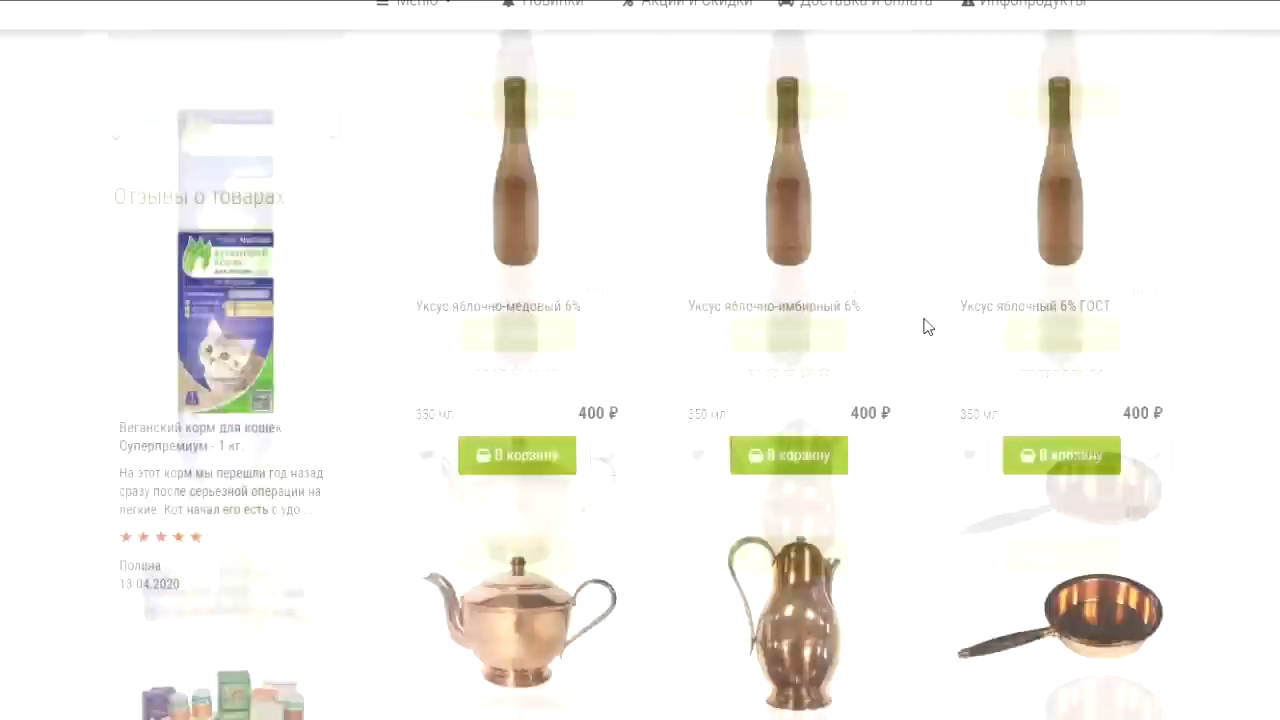 Меню
Новинки
Акции и Скидки
Доставка и оплата
Инфопродукты
Отзывы о товарах
Уксус яблочно-медовый 6%
Уксус яблочно-имбирный 6%
Уксус яблочный 6% ГОСТ
350 мл
400 ₽
350 мл
400 ₽
350 мл
400 ₽
В корзину
В корзину
В корзину
Веганский корм для кошек
Суперпремиум - 1 кг.
На этот корм мы перешли год назад
сразу после серьезной операции на
легкие. Кот начал его есть с удо ...
Полина
13.04.2020